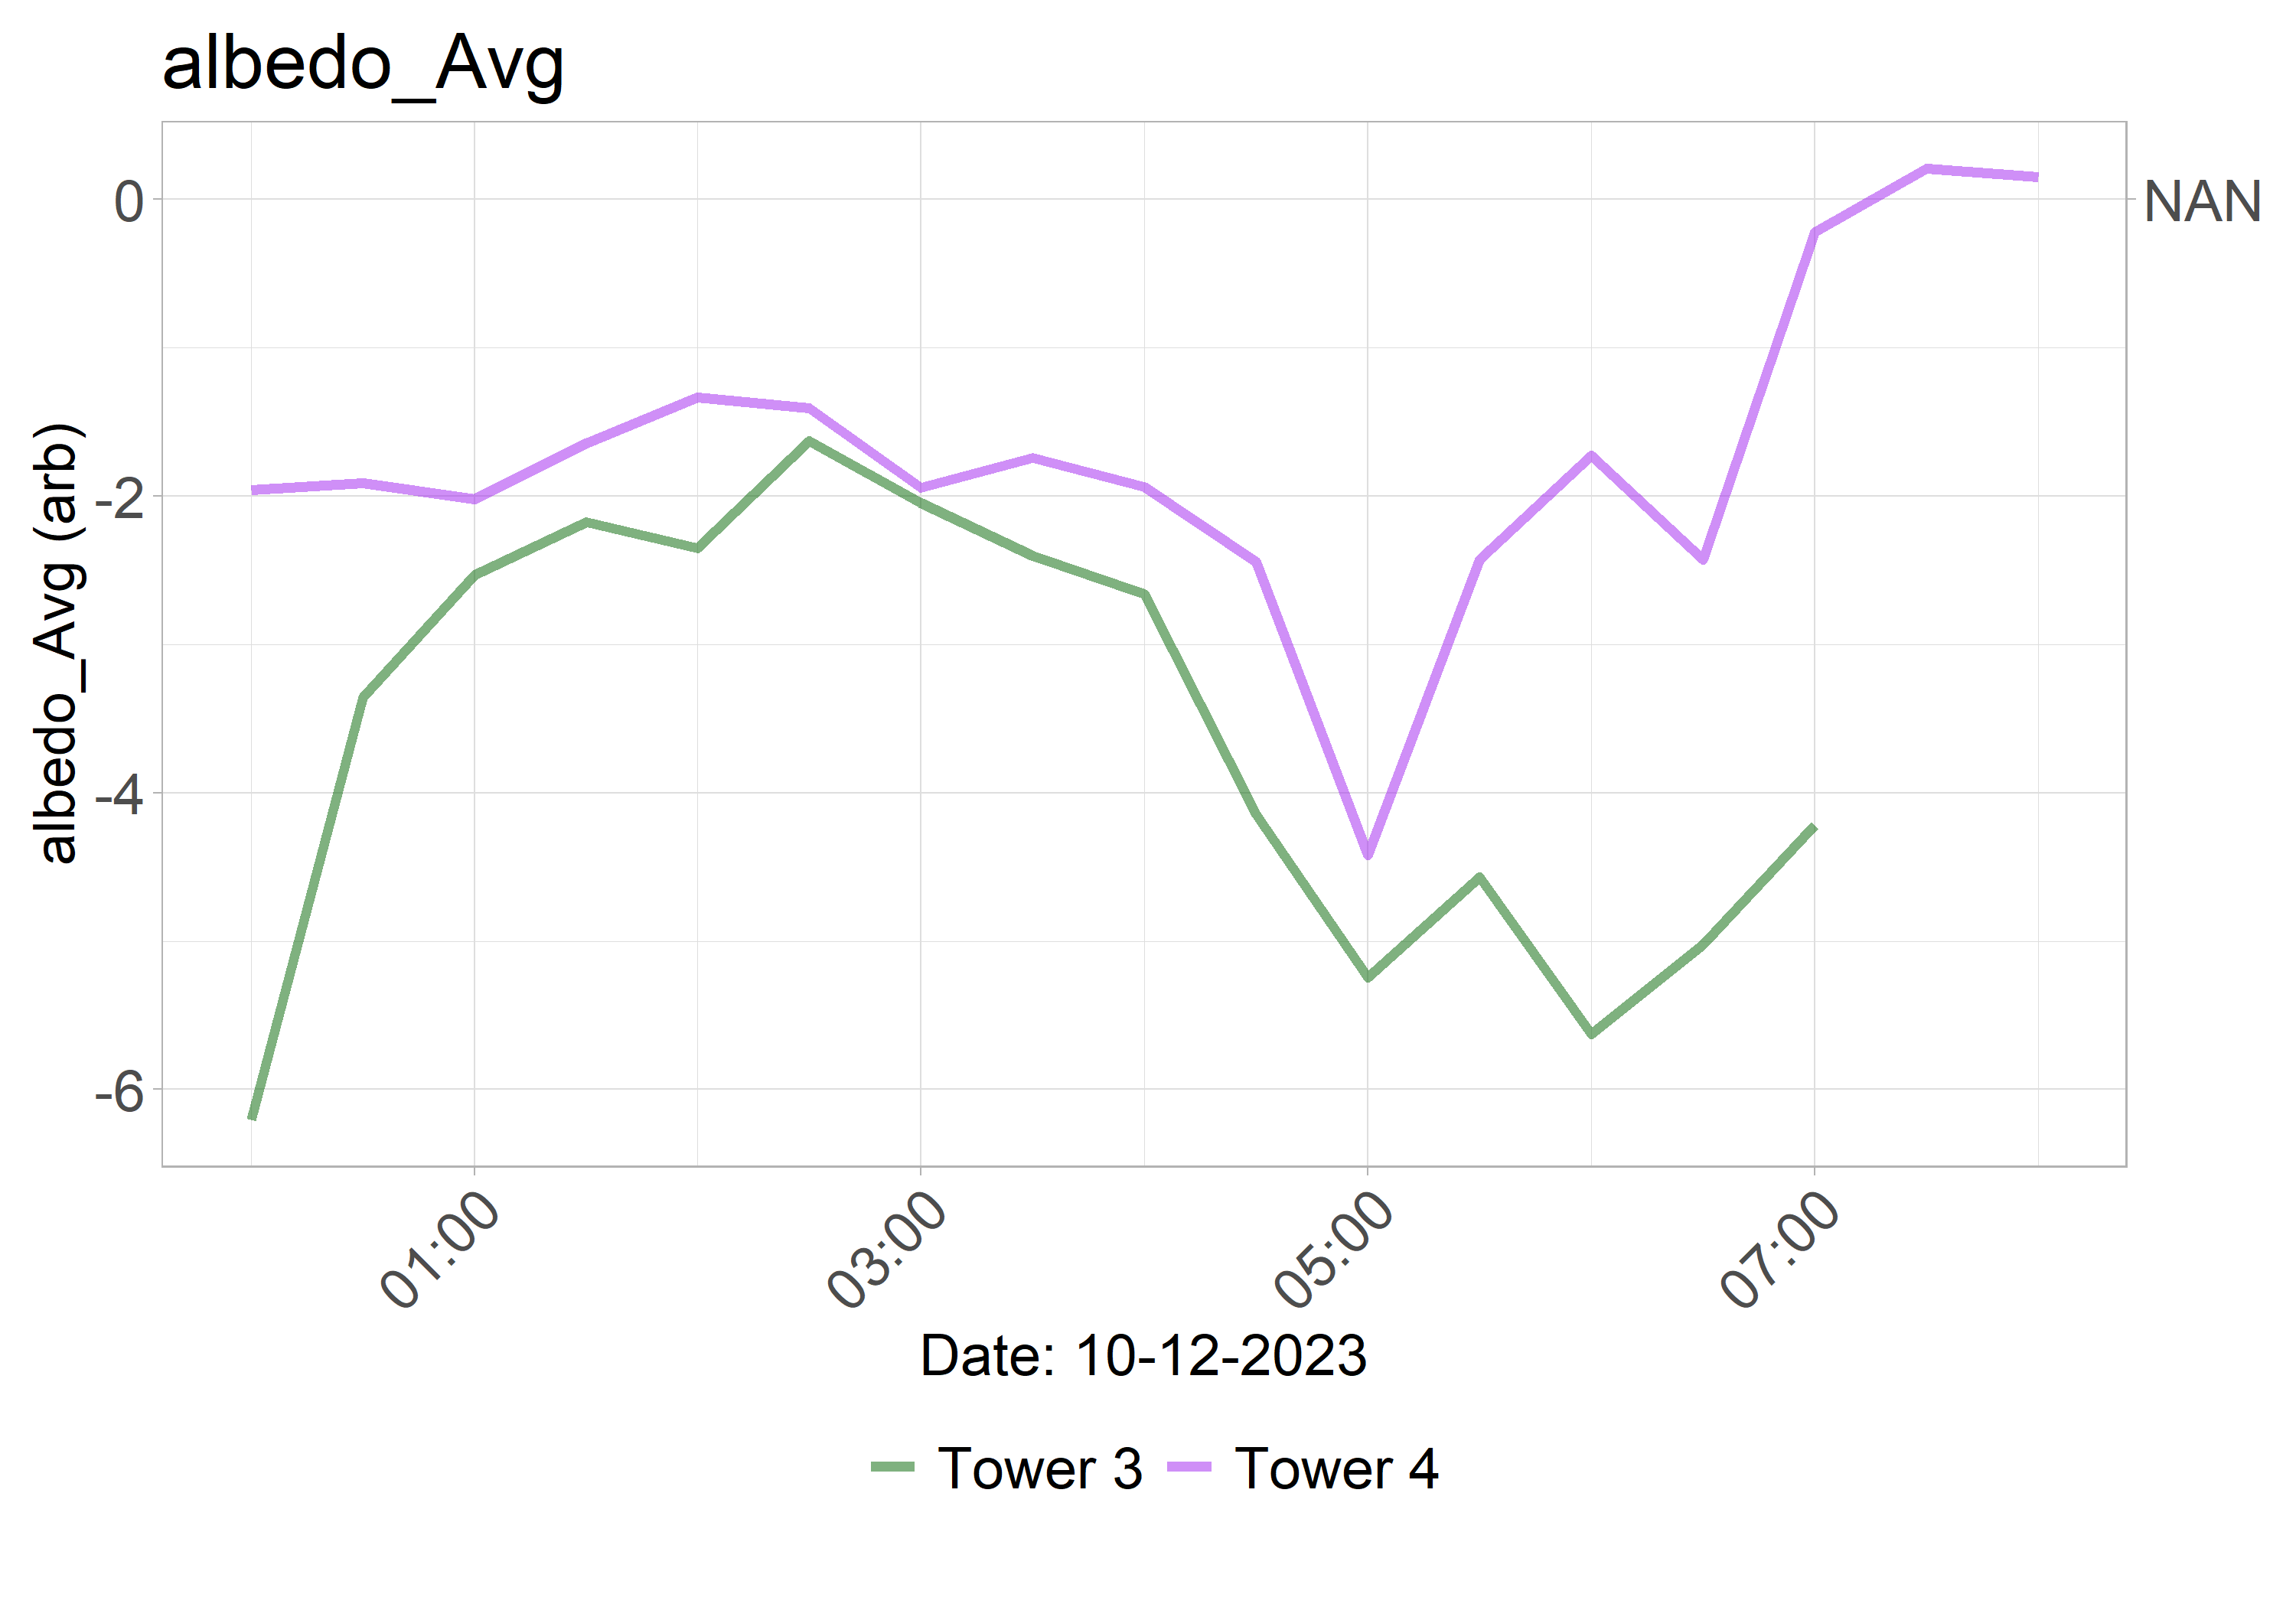 albedo_Avg
albedo_Avg (arb)
0
-2
-4
-6
NAN
01:00
03:00
05:00
07:00
Date: 10-12-2023
Tower 3
Tower 4